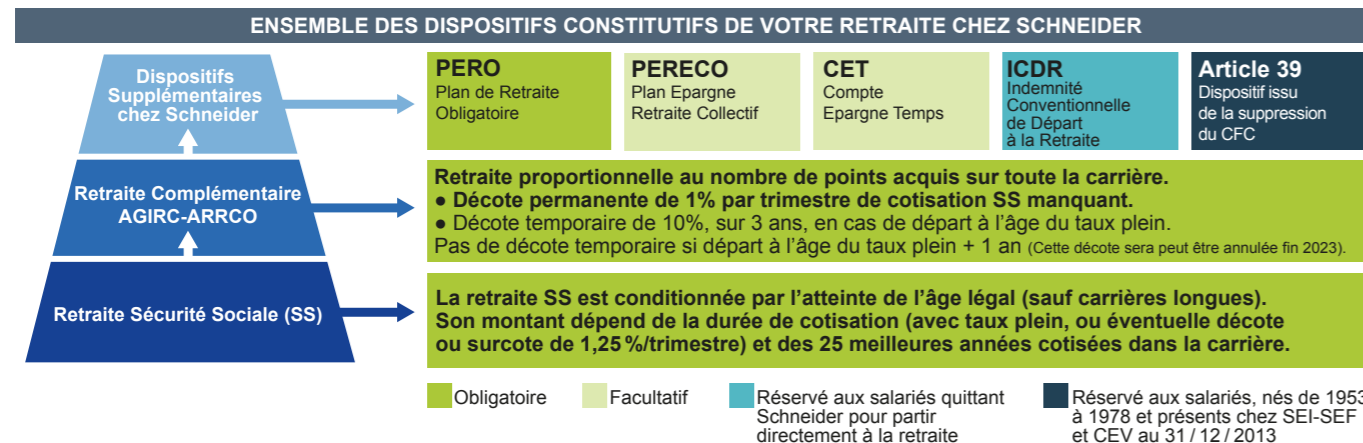 ENSEMBLE DES DISPOSITIFS CONSTITUTIFS DE VOTRE RETRAITE CHEZ SCHNEIDER
Dispositifs
Supplémentaires
chez Schneider
PERO
Plan de Retraite
Obligatoire
PERECO
Plan Epargne
Retraite Collectif
CET
Compte
Epargne Temps
ICDR
Indemnité
Conventionnelle
de Départ
à la Retraite
Article 39
Dispositif issu
de la suppression
du CFC
Retraite Complémentaire
AGIRC-ARRCO
Retraite proportionnelle au nombre de points acquis sur toute la carrière.
● Décote permanente de 1% par trimestre de cotisation SS manquant.
● Décote temporaire de 10%, sur 3 ans, en cas de départ à l'âge du taux plein.
Pas de décote temporaire si départ à l'âge du taux plein + 1 an (Cette décote sera peut être annulée fin 2023).
Retraite Sécurité Sociale (SS)
La retraite SS est conditionnée par l'atteinte de l'âge légal (sauf carrières longues).
Son montant dépend de la durée de cotisation (avec taux plein, ou éventuelle décote
ou surcote de 1,25 %/trimestre) et des 25 meilleures années cotisées dans la carrière.
Obligatoire
Facultatif
Réservé aux salariés quittant
Schneider pour partir
directement à la retraite
Réservé aux salariés, nés de 1953
à 1978 et présents chez SEI-SEF
et CEV au 31 / 12 / 2013